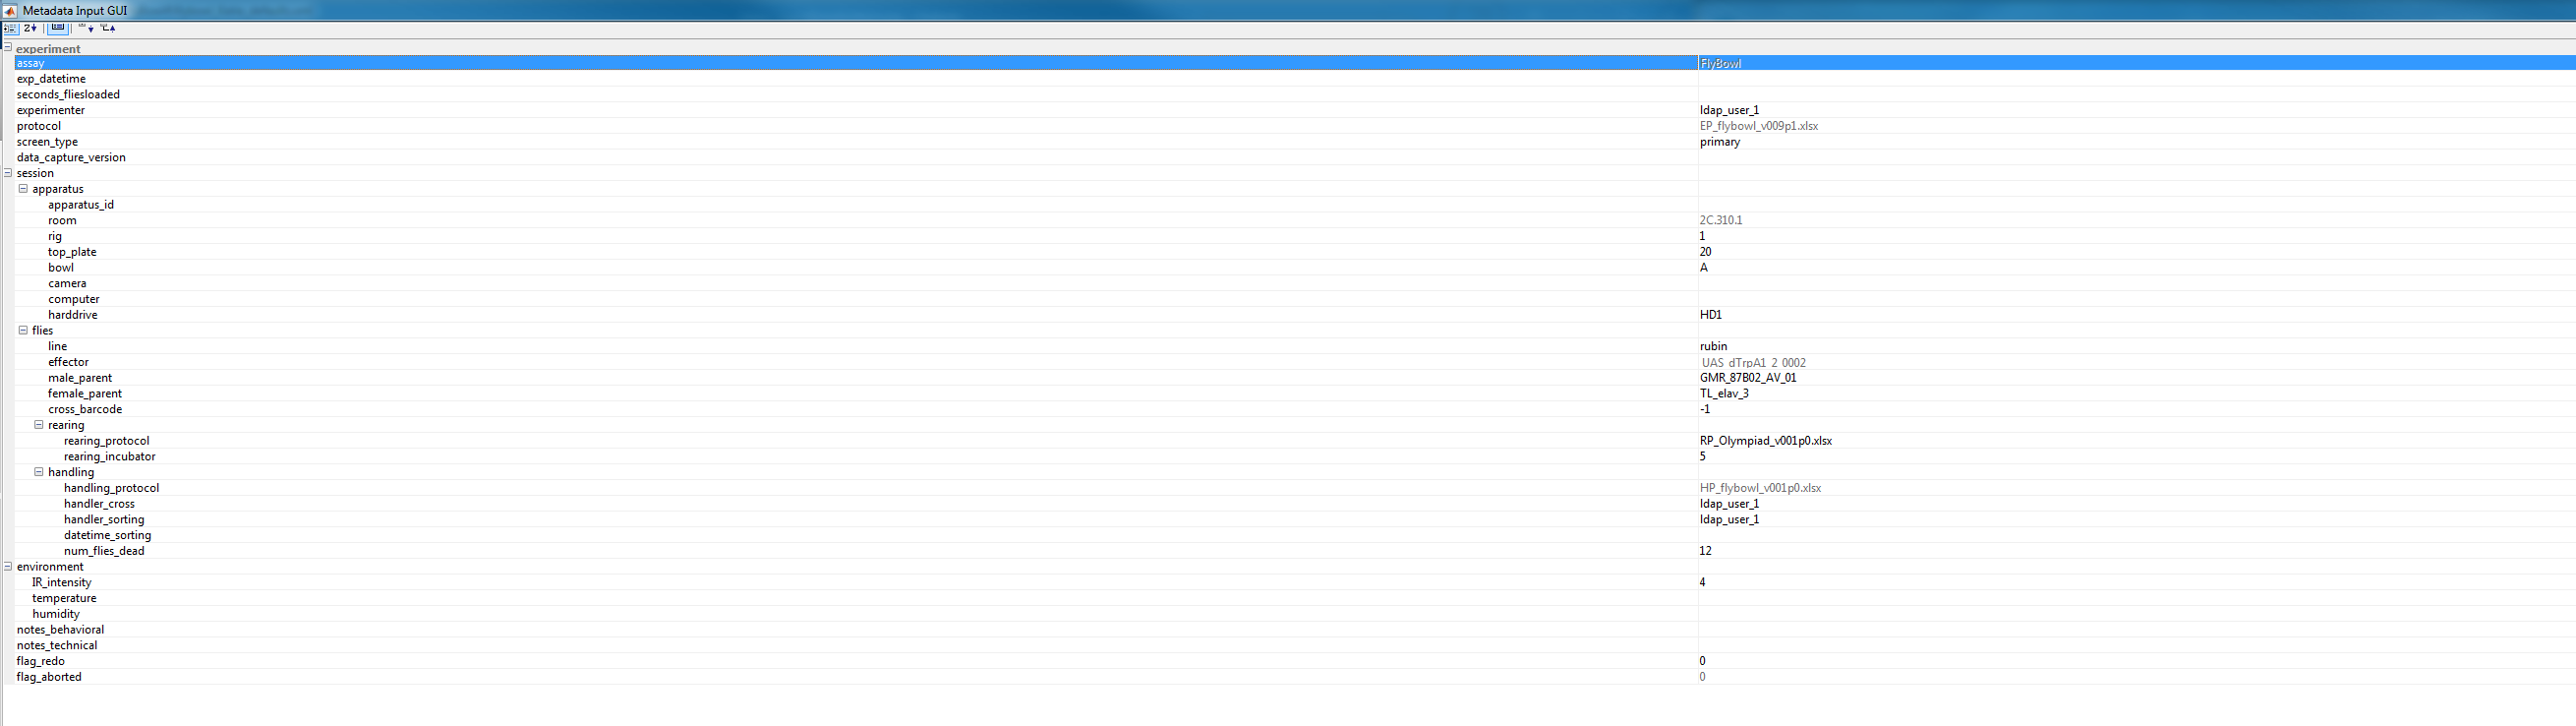 Metadata Input GUI
experiment
assay FlyBowl
exp_datetime
seconds_fliesloaded
experimenter ldap_user_1
protocol EP_flybowl_v009p1.xlsx
screen_type primary
data_capture_version
session
apparatus
apparatus_id
room 2C.310.1
rig 1
top_plate 20
bowl A
camera
computer
harddrive HD1
flies
line rubin
effector UAS_dTrpA1_2_0002
male_parent GMR_87B02_AV_01
female_parent TL_elav_3
cross_barcode -1
rearing
rearing_protocol RP_Olympiad_v001p0.xlsx
rearing_incubator 5
handling
handling_protocol HP_flybowl_v001p0.xlsx
handler_cross ldap_user_1
handler_sorting ldap_user_1
datetime_sorting
num_flies_dead 12
environment
IR_intensity 4
temperature
humidity
notes_behavioral
notes_technical
flag_redo 0
flag_aborted 0